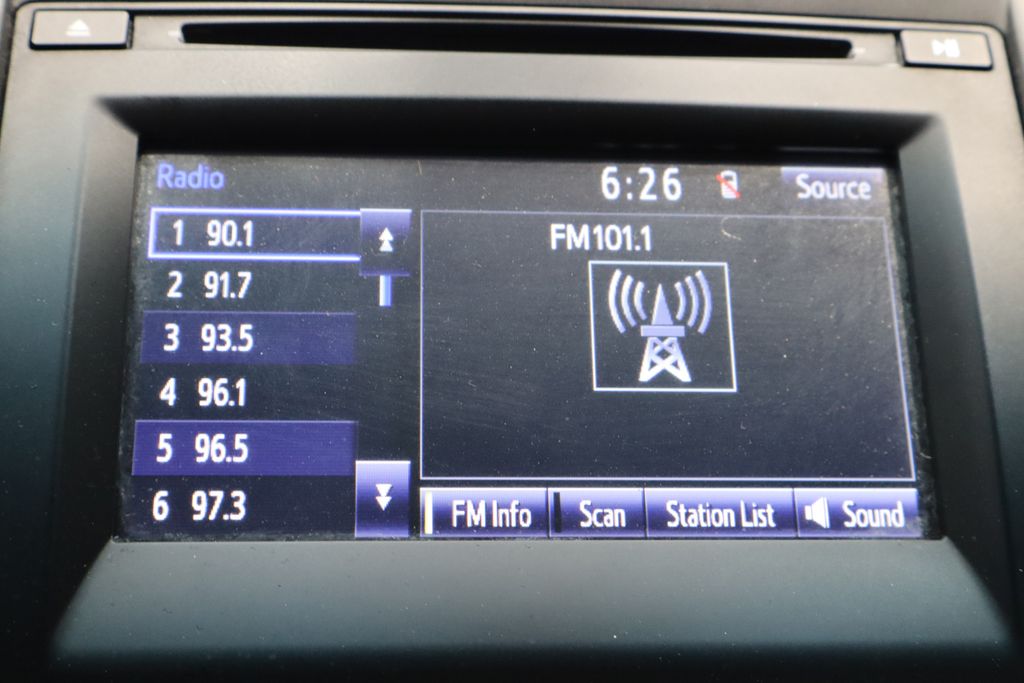 Radio
6:26
Source
1 90.1
2 91.7
3 93.5
4 96.1
5 96.5
6 97.3
FM101.1
FM Info
Scan
Station List
Sound